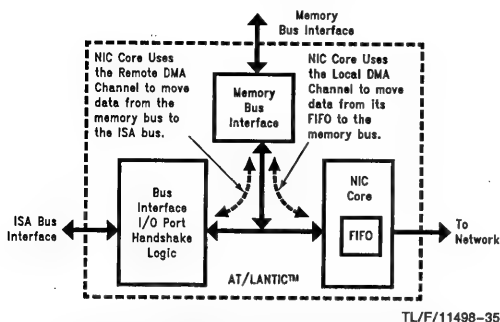 Memory
Bus Interface
NIC Core Uses
the Remote DMA
Channel to move
data from the
memory bus to
the ISA bus.
NIC Core Uses
the Local DMA
Channel to move
data from its
FIFO to the
memory bus.
Memory
Bus
Interface
ISA Bus
Interface
Bus
Interface
I/O Port
Handshake
Logic
NIC
Core
FIFO
To
Network
AT/LANTIC™
TL/F/11498-35